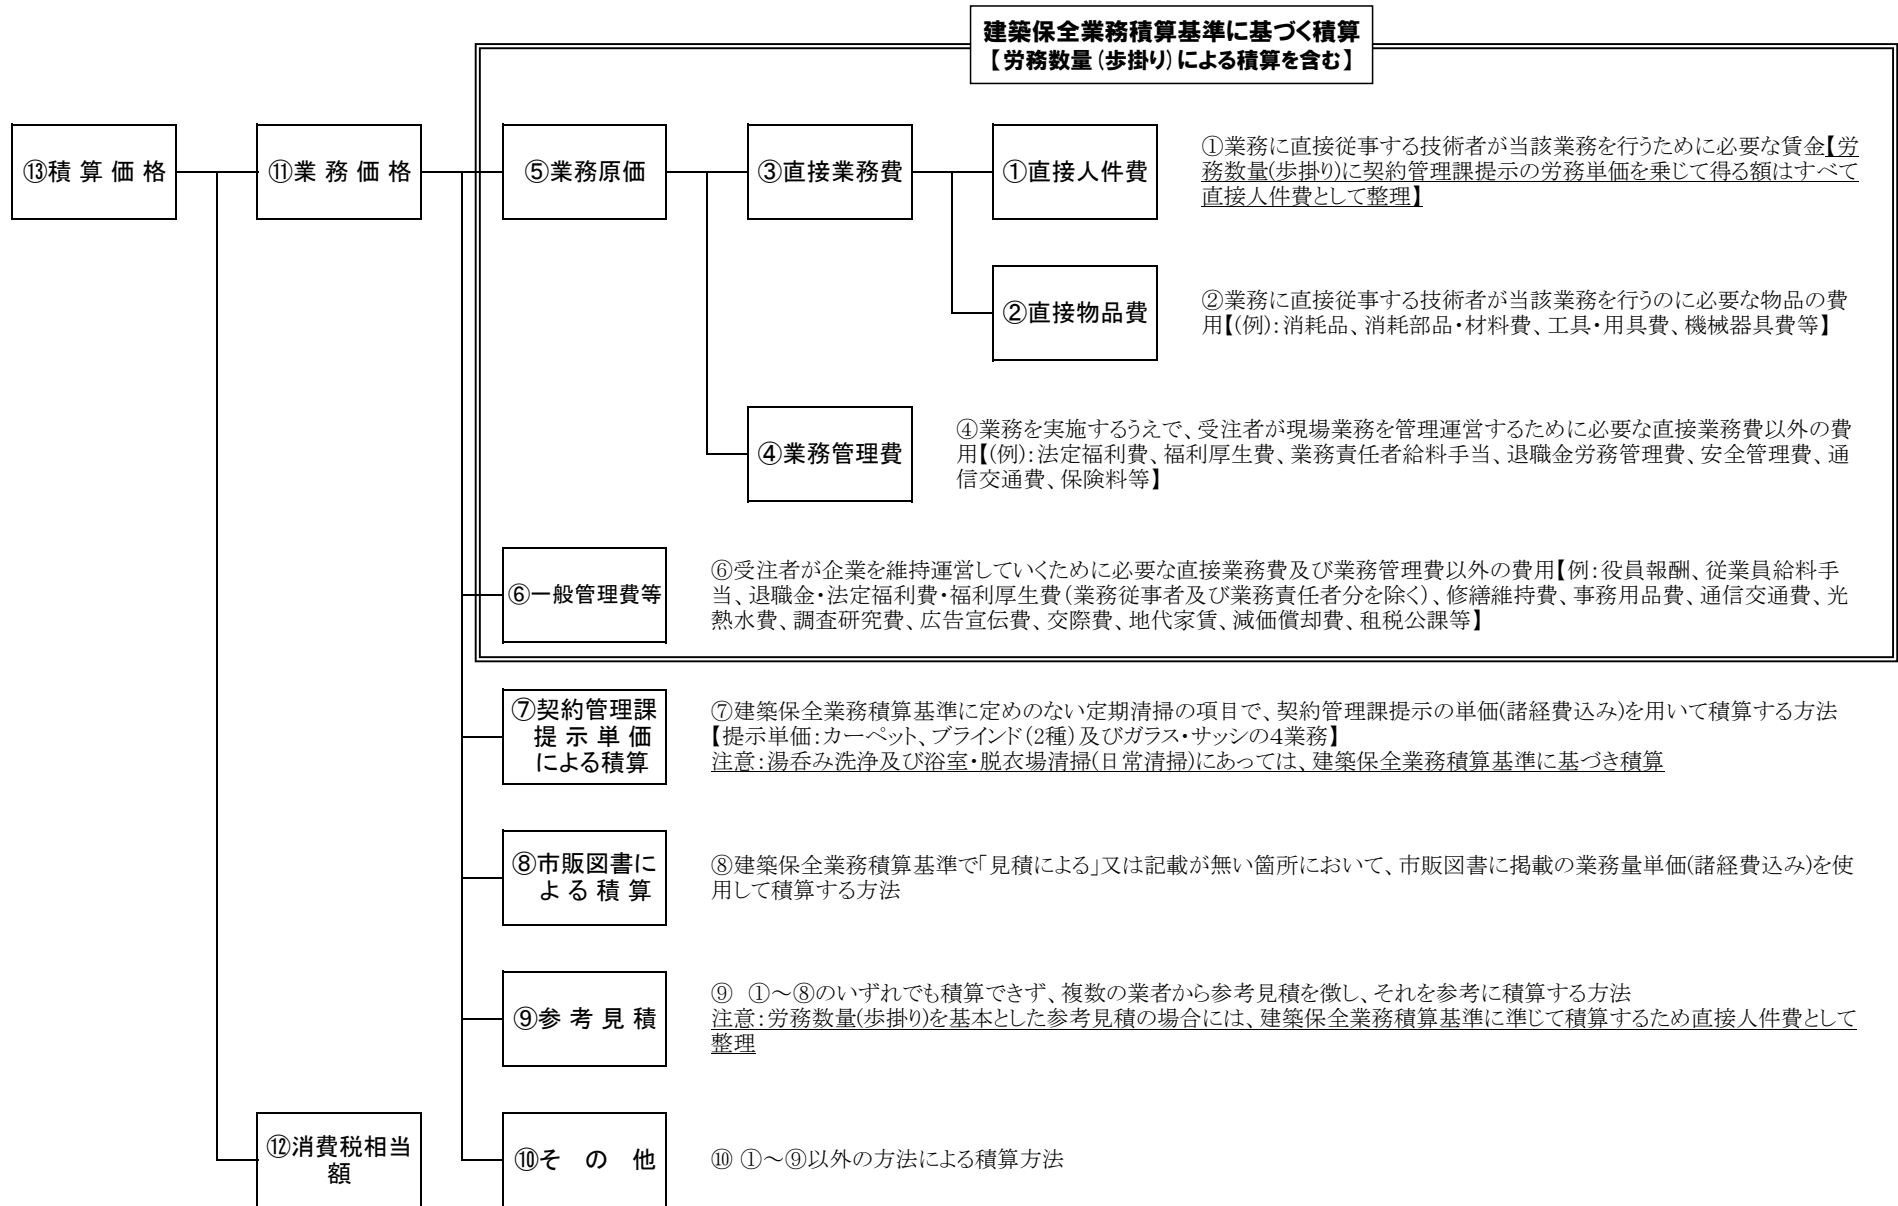 建築保全業務積算基準に基づく積算
【労務数量(歩掛り)による積算を含む】
⑬積算価格
⑪業務価格
⑤業務原価
③直接業務費
①直接人件費
①業務に直接従事する技術者が当該業務を行うために必要な賃金【労
務数量(歩掛り)に契約管理課提示の労務単価を乗じて得る額はすべて
直接人件費として整理】
②直接物品費
②業務に直接従事する技術者が当該業務を行うのに必要な物品の費
用【(例):消耗品、消耗部品・材料費、工具・用具費、機械器具費等】
④業務管理費
④業務を実施するうえで、受注者が現場業務を管理運営するために必要な直接業務費以外の費
用【(例):法定福利費、福利厚生費、業務責任者給料手当、退職金労務管理費、安全管理費、通
信交通費、保険料等】
⑥一般管理費等
⑥受注者が企業を維持運営していくために必要な直接業務費及び業務管理費以外の費用【例:役員報酬、従業員給料手
当、退職金・法定福利費・福利厚生費(業務従事者及び業務責任者分を除く)、修繕維持費、事務用品費、通信交通費、光
熱水費、調査研究費、広告宣伝費、交際費、地代家賃、減価償却費、租税公課等】
⑦契約管理課
提示単価
による積算
⑦建築保全業務積算基準に定めのない定期清掃の項目で、契約管理課提示の単価(諸経費込み)を用いて積算する方法
【提示単価:カーペット、ブラインド(2種)及びガラス・サッシの4業務】
注意:湯呑み洗浄及び浴室・脱衣場清掃(日常清掃)にあっては、建築保全業務積算基準に基づき積算
⑧市販図書に
よる積算
⑧建築保全業務積算基準で「見積による」又は記載が無い箇所において、市販図書に掲載の業務量単価(諸経費込み)を使
用して積算する方法
⑨参考見積
⑨ ①~⑧のいずれでも積算できず、複数の業者から参考見積を徴し、それを参考に積算する方法
注意:労務数量(歩掛り)を基本とした参考見積の場合には、建築保全業務積算基準に準じて積算するため直接人件費として
整理
⑫消費税相当
額
⑩その他
⑩ ①~⑨以外の方法による積算方法